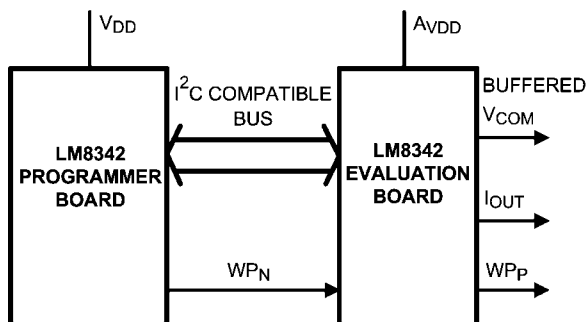 VDD
AVDD
I²C COMPATIBLE
BUS
BUFFERED
VCOM
LM8342
PROGRAMMER
BOARD
LM8342
EVALUATION
BOARD
IOUT
WPN
WPP